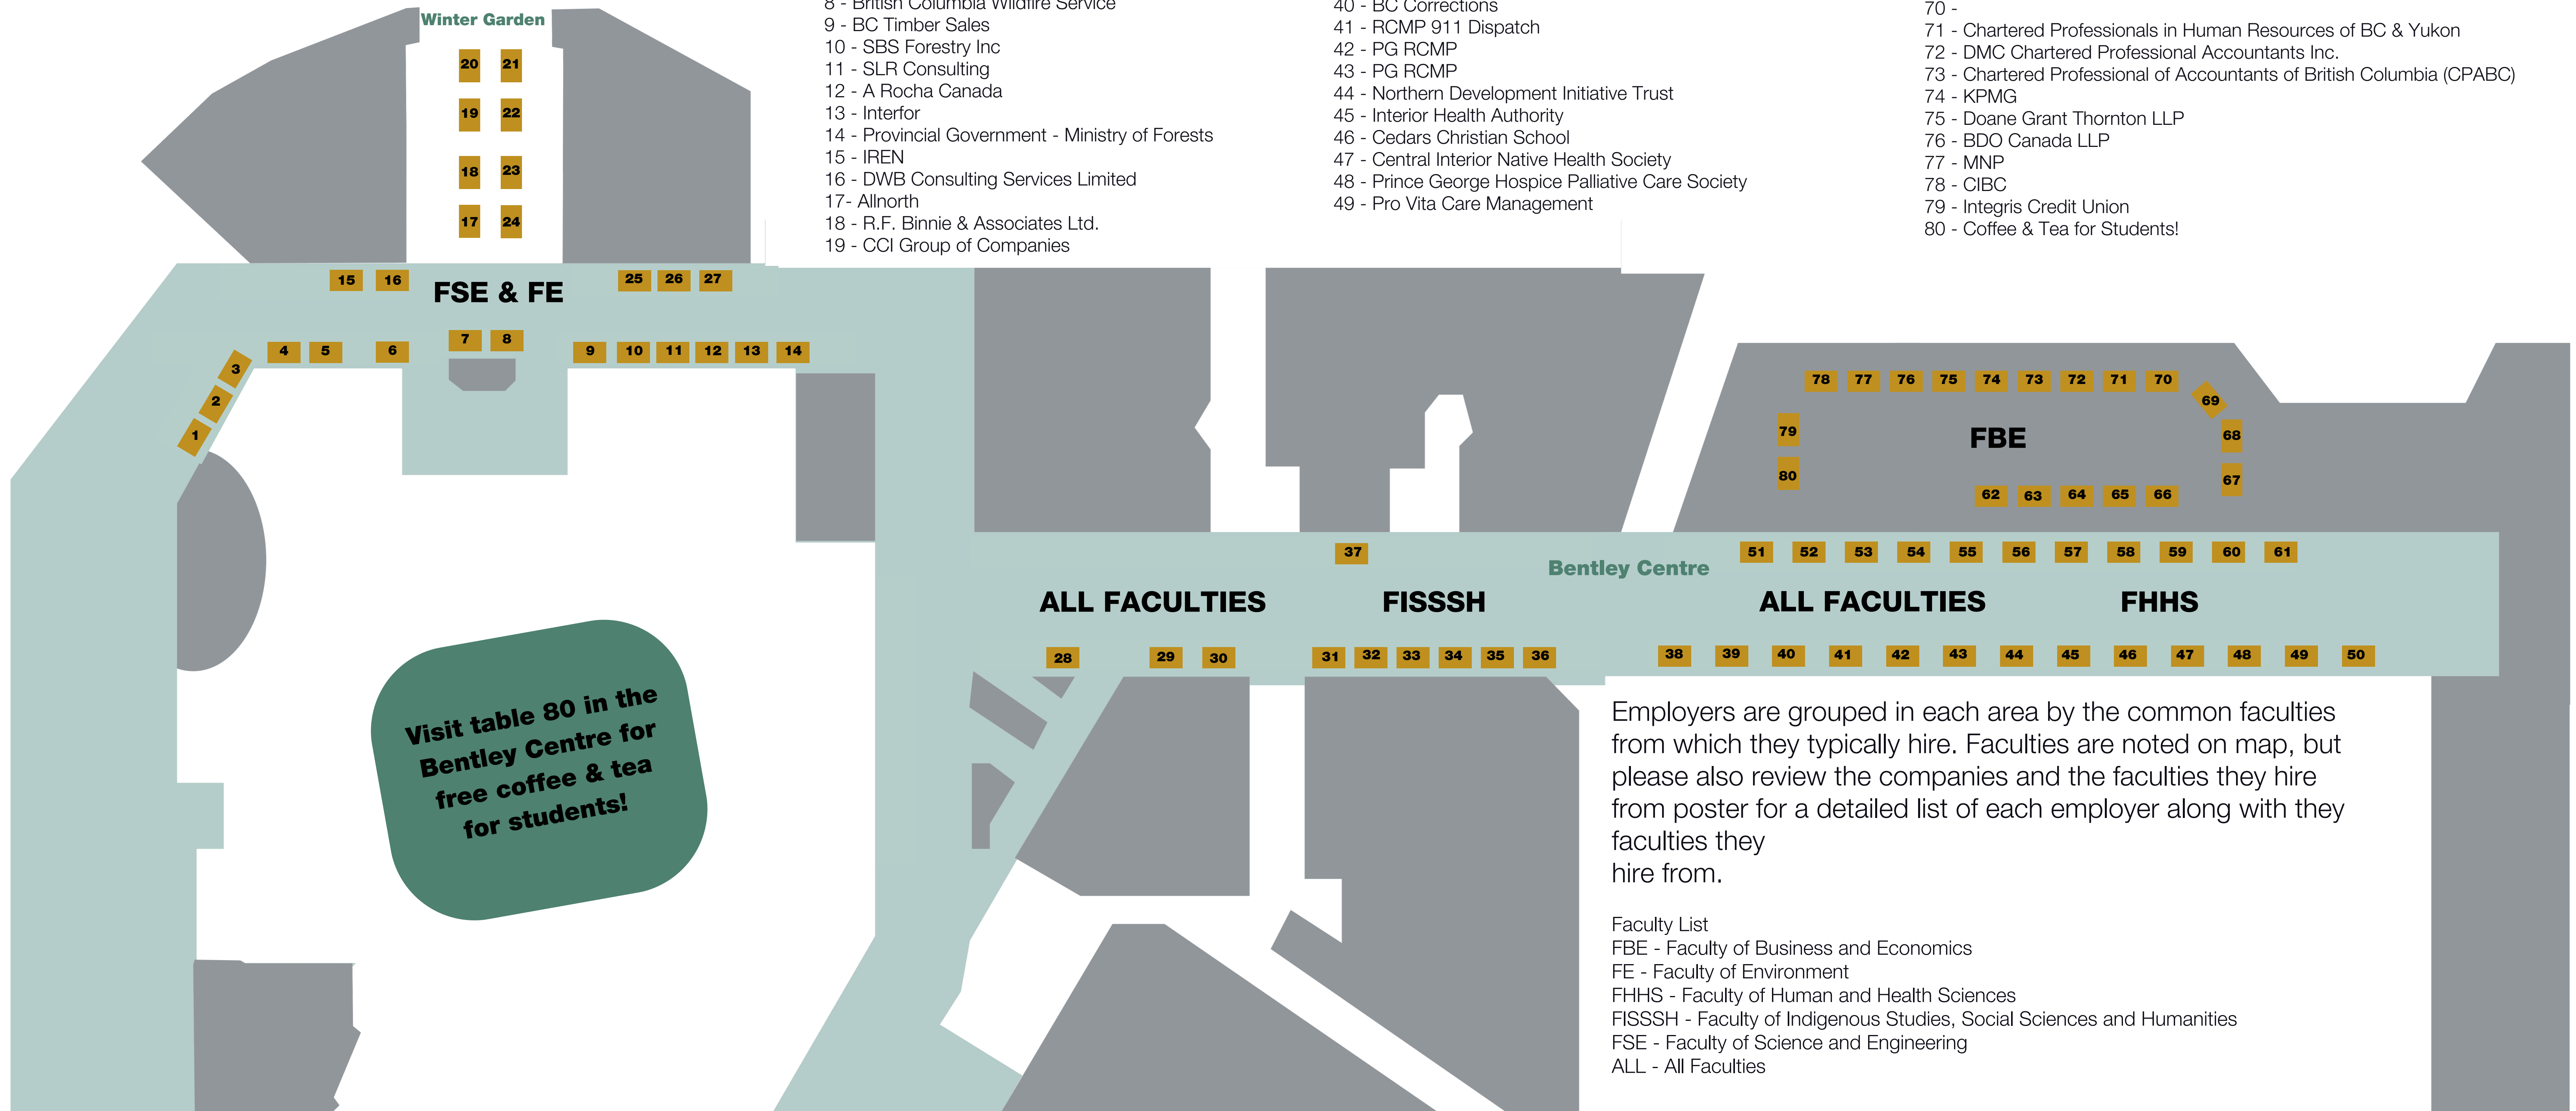 8 - British Columbia Wildfire Service
9 - BC Timber Sales
10 - SBS Forestry Inc
11 - SLR Consulting
12 - A Rocha Canada
13 - Interfor
14 - Provincial Government - Ministry of Forests
15 - IREN
16 - DWB Consulting Services Limited
17- Allnorth
18 - R.F. Binnie & Associates Ltd.
19 - CCI Group of Companies
40 - BC Corrections
41 - RCMP 911 Dispatch
42 - PG RCMP
43 - PG RCMP
44 - Northern Development Initiative Trust
45 - Interior Health Authority
46 - Cedars Christian School
47 - Central Interior Native Health Society
48 - Prince George Hospice Palliative Care Society
49 - Pro Vita Care Management
70 -
71 - Chartered Professionals in Human Resources of BC & Yukon
72 - DMC Chartered Professional Accountants Inc.
73 - Chartered Professional of Accountants of British Columbia (CPABC)
74 - KPMG
75 - Doane Grant Thornton LLP
76 - BDO Canada LLP
77 - MNP
78 - CIBC
79 - Integris Credit Union
80 - Coffee & Tea for Students!
Winter Garden
20 21
19 22
18 23
17 24
15 16 25 26 27
FSE & FE
7 8
4 5 6 9 10 11 12 13 14
3
2
1
78 77 76 75 74 73 72 71 70
69
79 68
FBE
80 67
62 63 64 65 66
37 51 52 53 54 55 56 57 58 59 60 61
Bentley Centre
ALL FACULTIES FISSSH ALL FACULTIES FHHS
28 29 30 31 32 33 34 35 36 38 39 40 41 42 43 44 45 46 47 48 49 50
Visit table 80 in the
Bentley Centre for
free coffee & tea
for students!
Employers are grouped in each area by the common faculties
from which they typically hire. Faculties are noted on map, but
please also review the companies and the faculties they hire
from poster for a detailed list of each employer along with they
faculties they
hire from.
Faculty List
FBE - Faculty of Business and Economics
FE - Faculty of Environment
FHHS - Faculty of Human and Health Sciences
FISSSH - Faculty of Indigenous Studies, Social Sciences and Humanities
FSE - Faculty of Science and Engineering
ALL - All Faculties